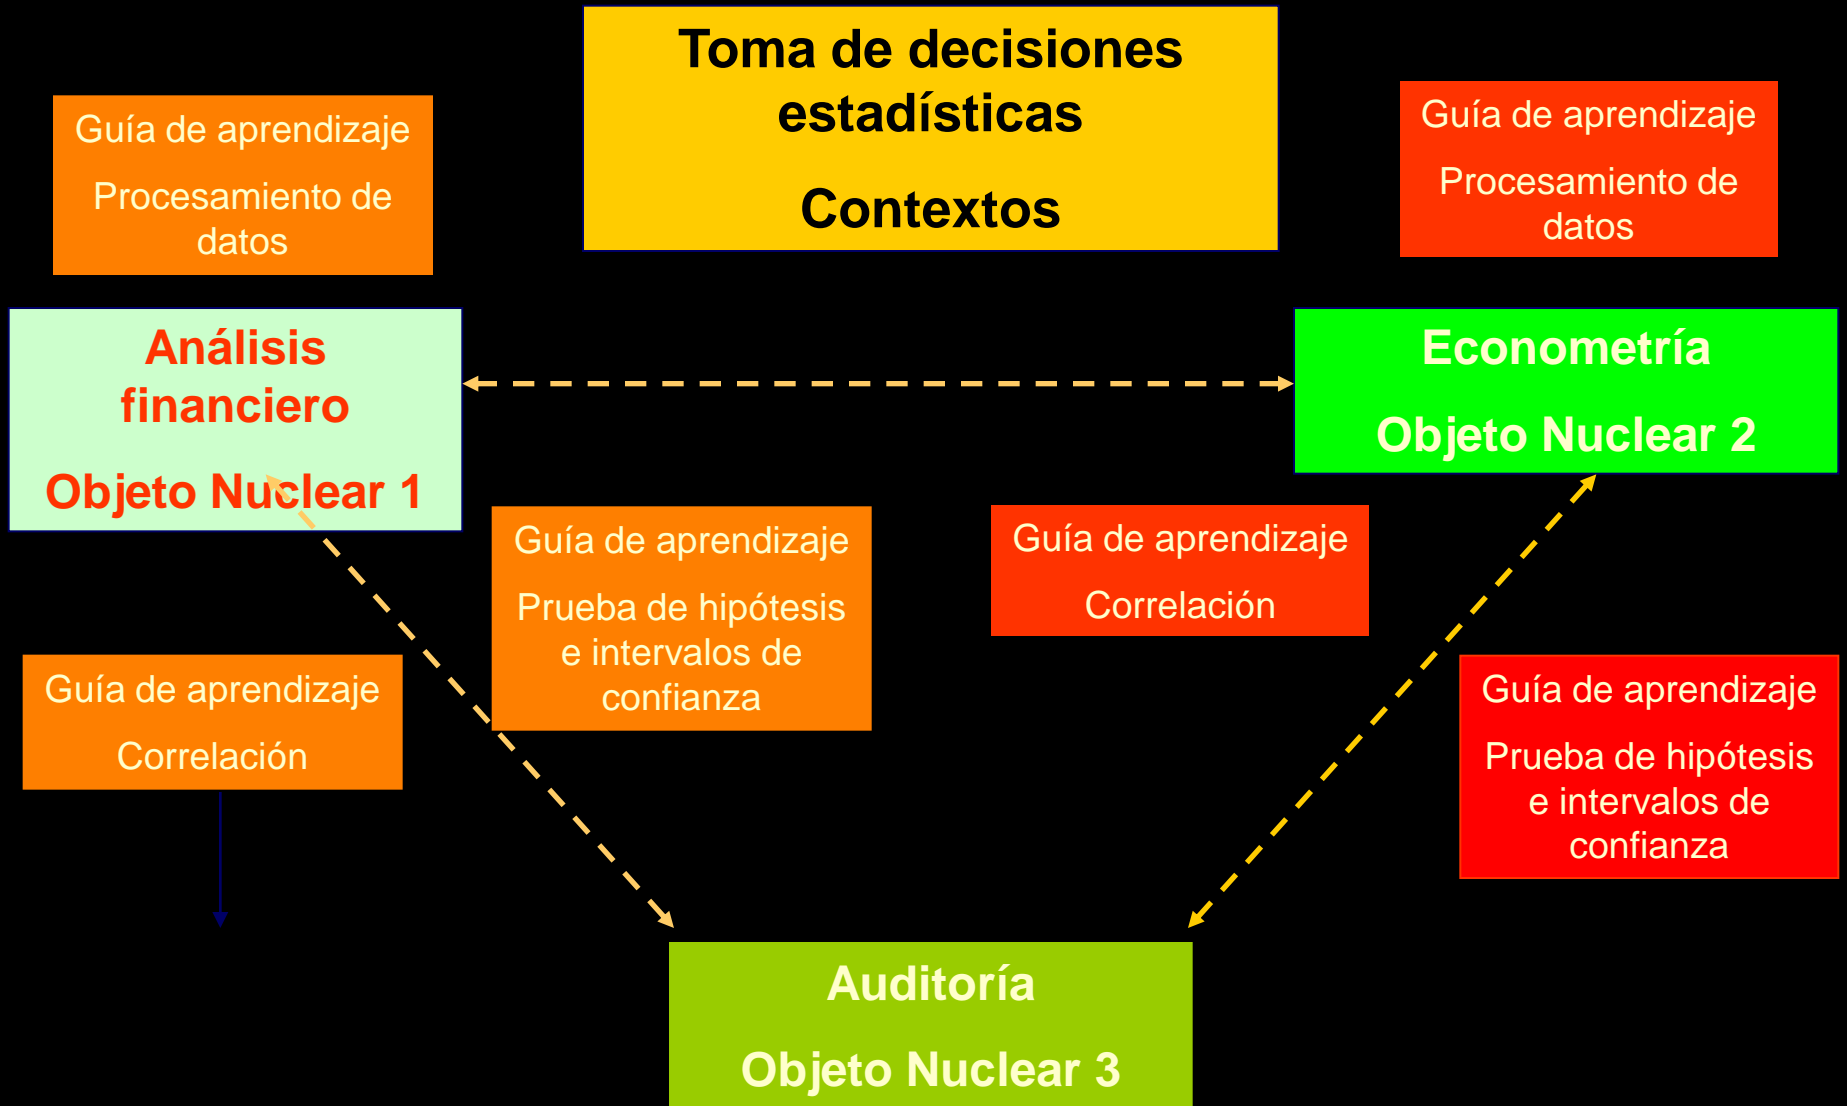 Toma de decisiones
estadísticas
Contextos
Guía de aprendizaje
Procesamiento de
datos
Guía de aprendizaje
Procesamiento de
datos
Análisis
financiero
Objeto Nuclear 1
Econometría
Objeto Nuclear 2
Guía de aprendizaje
Prueba de hipótesis
e intervalos de
confianza
Guía de aprendizaje
Correlación
Guía de aprendizaje
Correlación
Guía de aprendizaje
Prueba de hipótesis
e intervalos de
confianza
Auditoría
Objeto Nuclear 3